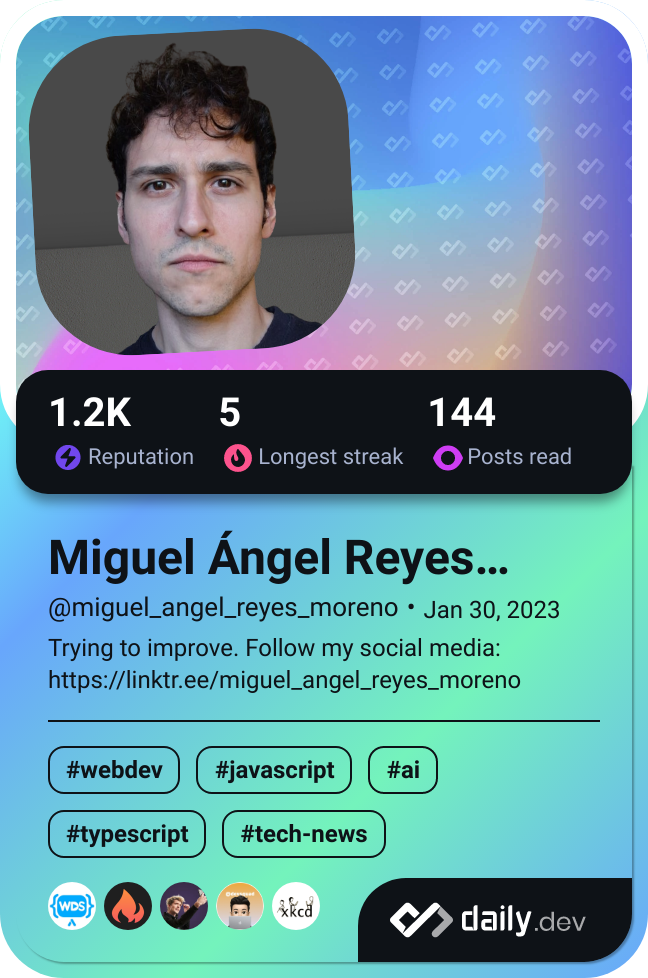 1.2K 5 144
Reputation Longest streak Posts read
Miguel Ángel Reyes…
@miguel_angel_reyes_moreno • Jan 30, 2023
Trying to improve. Follow my social media:
https://linktr.ee/miguel_angel_reyes_moreno
#webdev #javascript #ai
#typescript #tech-news
WDS xkcd
daily.dev